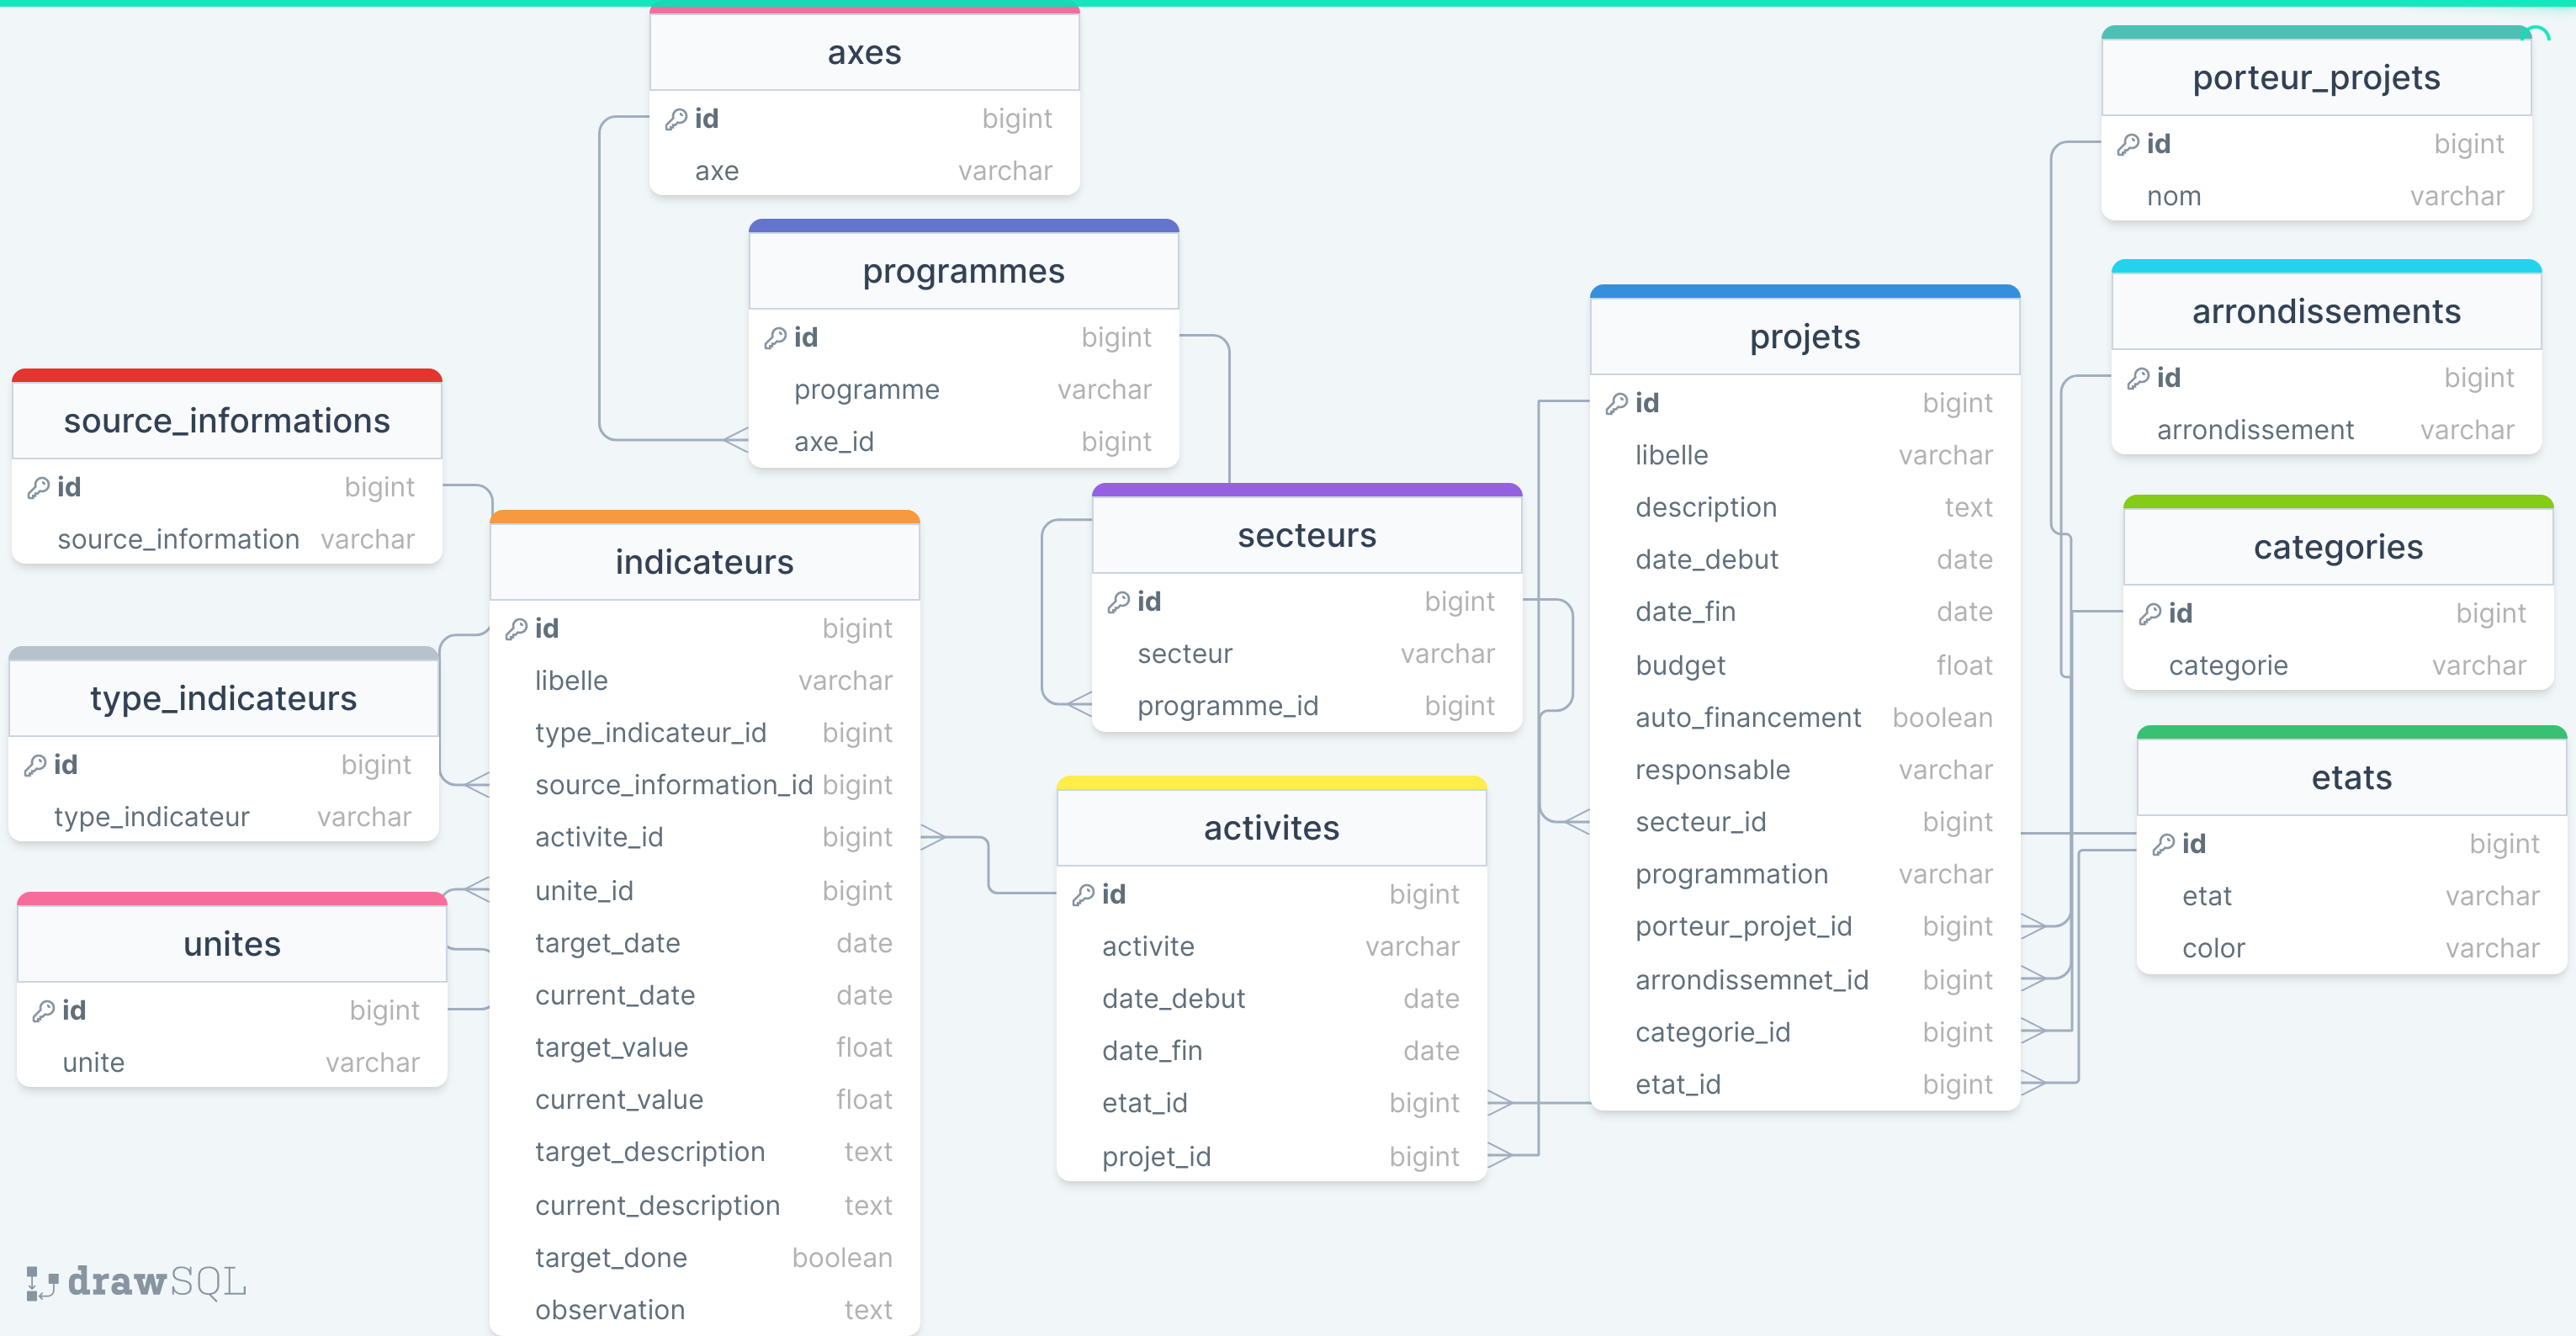 axes
id bigint
axe varchar
programmes
id bigint
programme varchar
axe_id bigint
source_informations
id bigint
source_information varchar
type_indicateurs
id bigint
type_indicateur varchar
unites
id bigint
unite varchar
indicateurs
id bigint
libelle varchar
type_indicateur_id bigint
source_information_id bigint
activite_id bigint
unite_id bigint
target_date date
current_date date
target_value float
current_value float
target_description text
current_description text
target_done boolean
observation text
secteurs
id bigint
secteur varchar
programme_id bigint
activites
id bigint
activite varchar
date_debut date
date_fin date
etat_id bigint
projet_id bigint
projets
id bigint
libelle varchar
description text
date_debut date
date_fin date
budget float
auto_financement boolean
responsable varchar
secteur_id bigint
programmation varchar
porteur_projet_id bigint
arrondissemnet_id bigint
categorie_id bigint
etat_id bigint
porteur_projets
id bigint
nom varchar
arrondissements
id bigint
arrondissement varchar
categories
id bigint
categorie varchar
etats
id bigint
etat varchar
color varchar
drawSQL